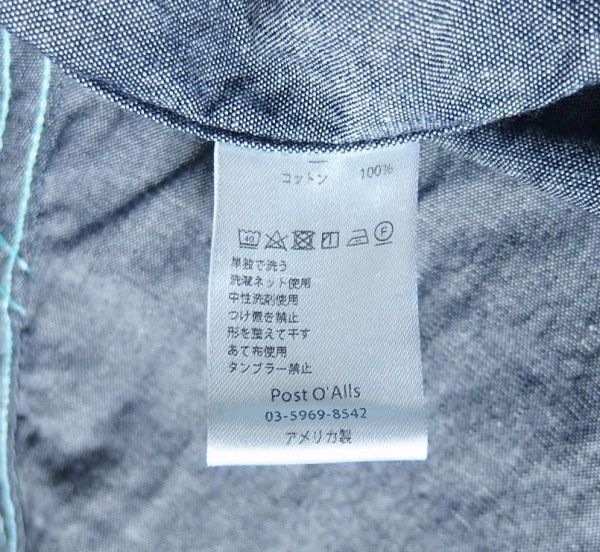 コットン 100%
40 F
単独で洗う
洗濯ネット使用
中性洗剤使用
つけ置を禁止
形を整えて干す
あて布使用
タンブラー禁止
Post O'Alls
03-5969-8542
アメリカ製